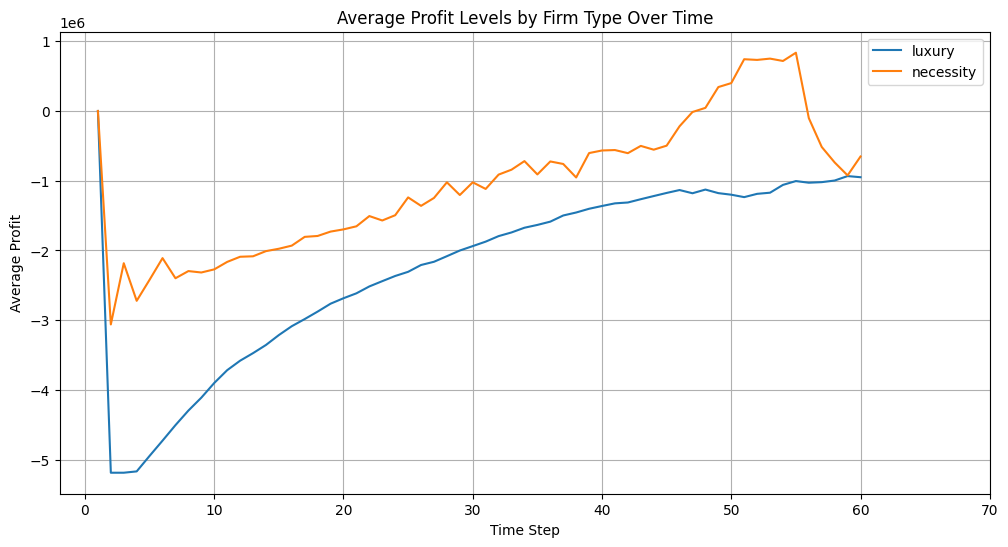 Average Profit Levels by Firm Type Over Time
1e6
luxury
necessity
1
0
−1
−2
−3
−4
−5
Average Profit
0 10 20 30 40 50 60 70
Time Step